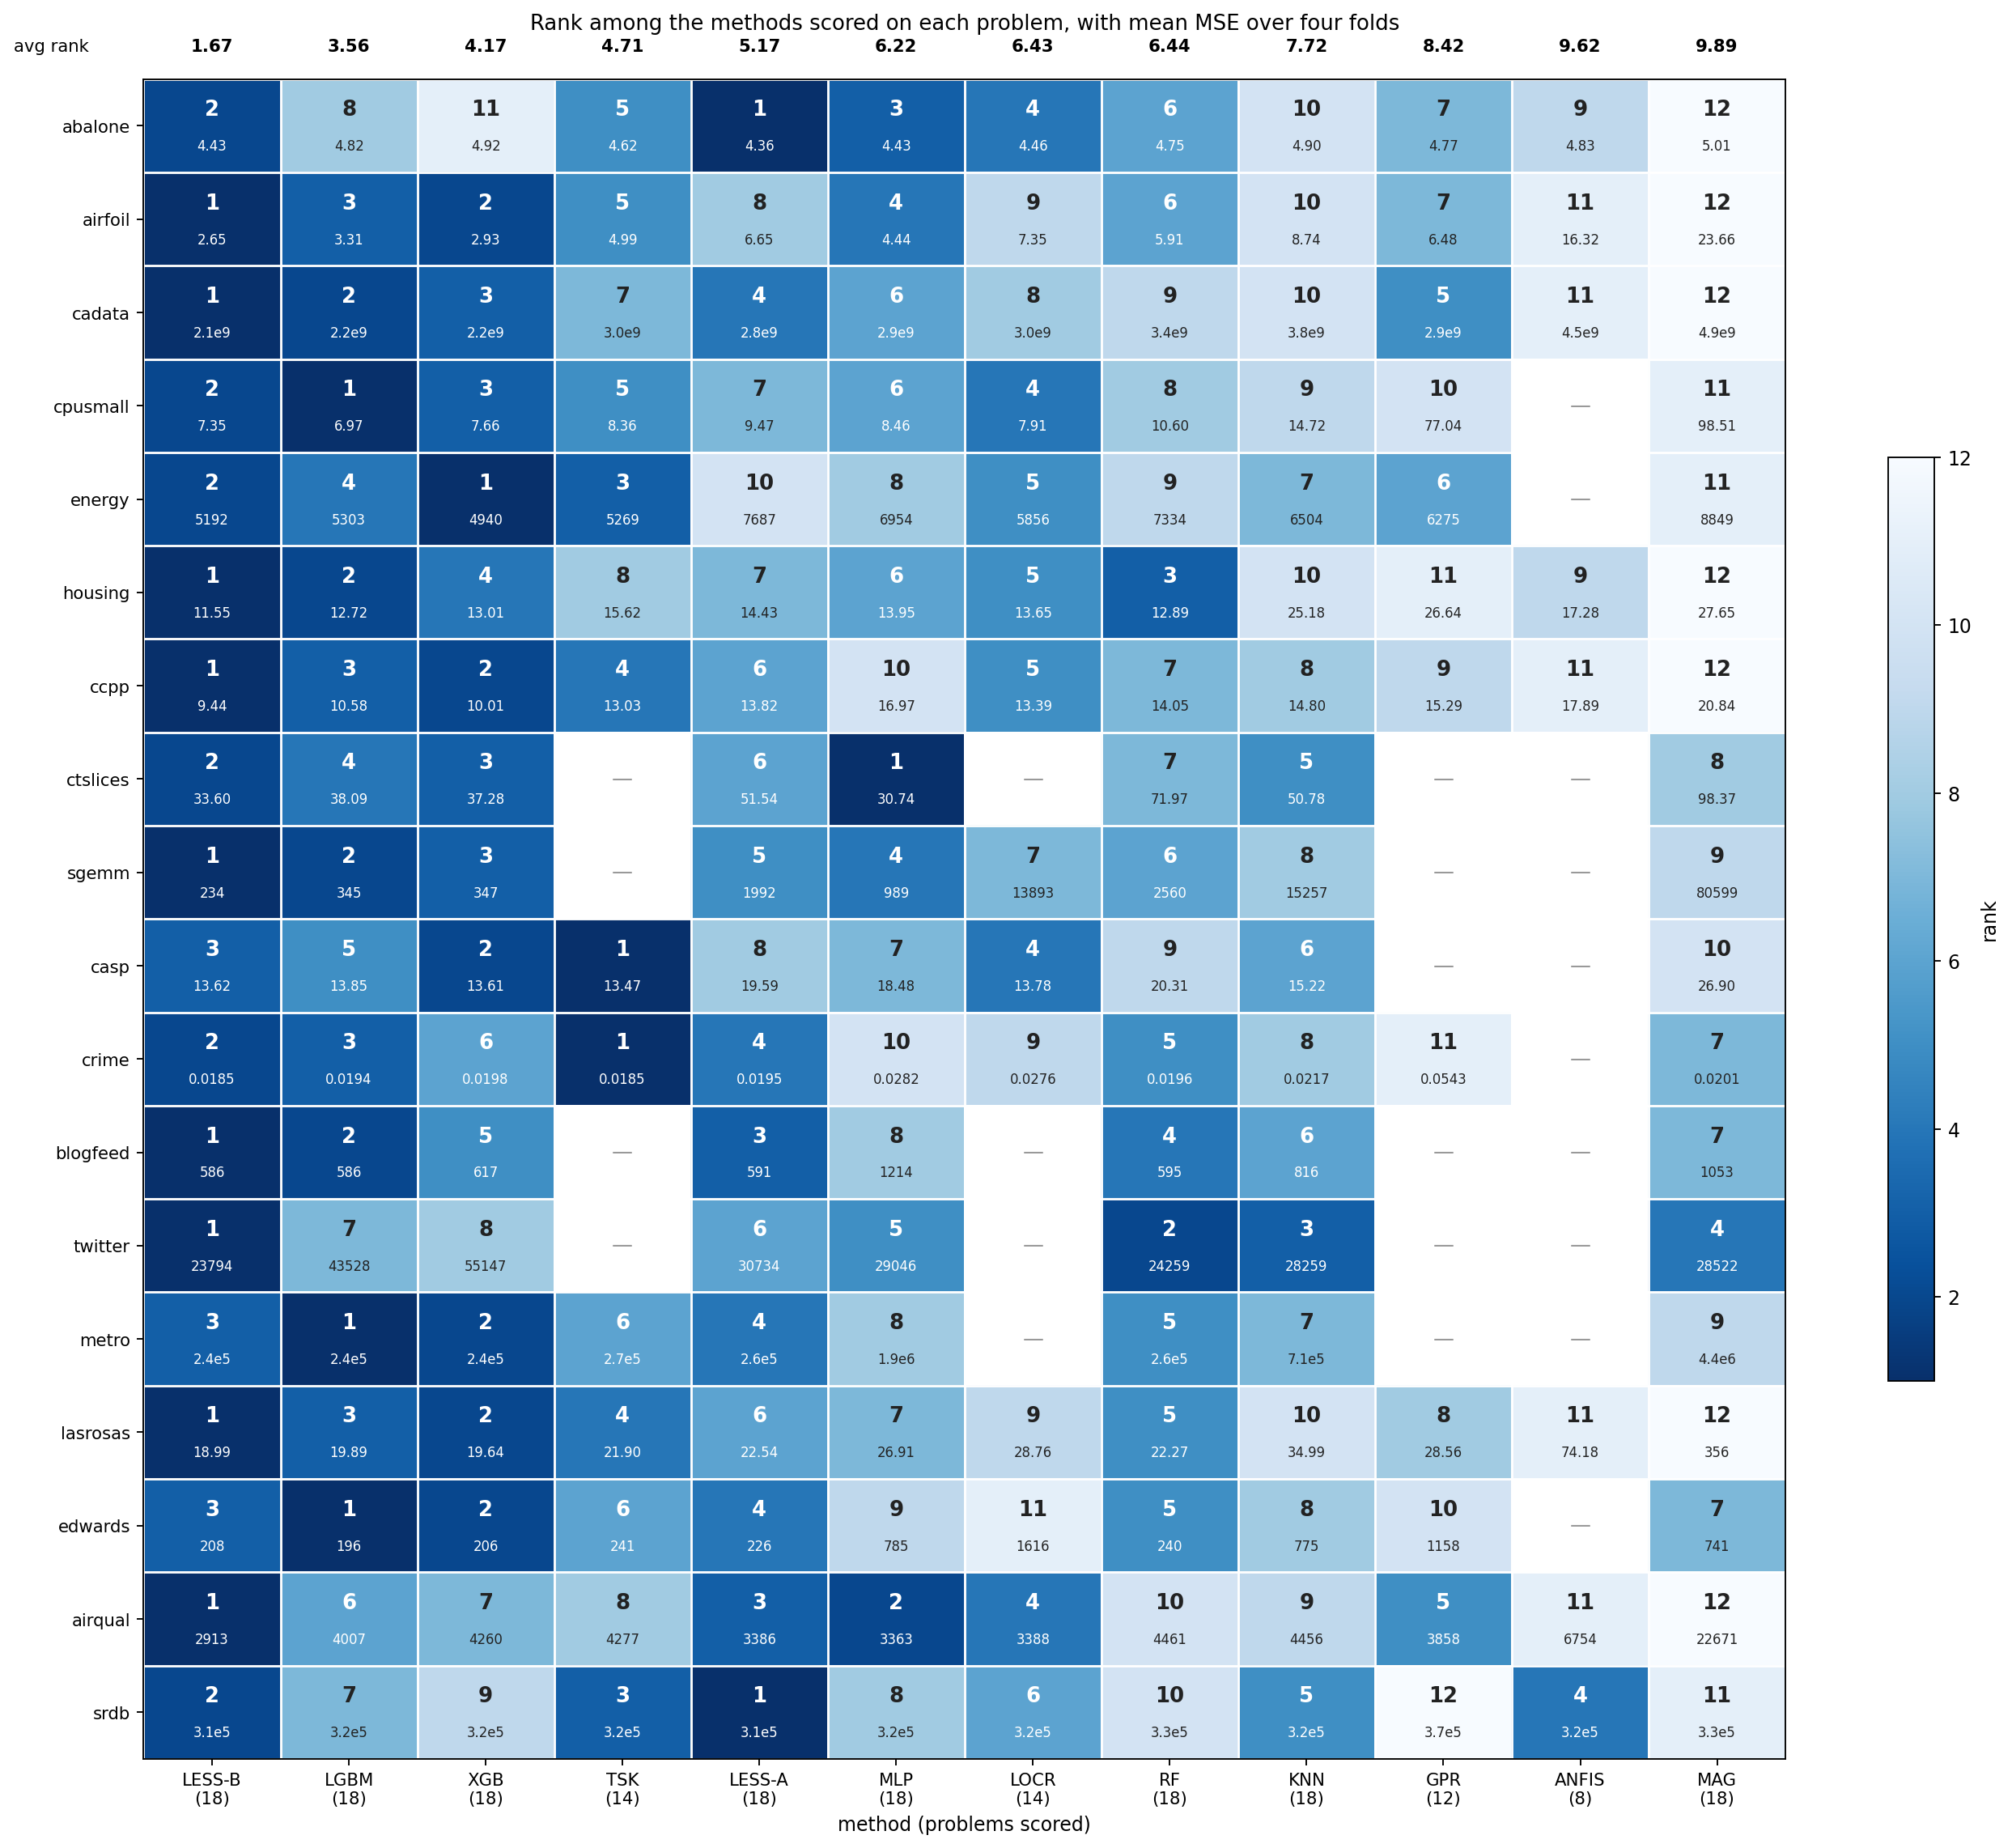 Rank among the methods scored on each problem, with mean MSE over four folds
avg rank 1.67 3.56 4.17 4.71 5.17 6.22 6.43 6.44 7.72 8.42 9.62 9.89
abalone 2 8 11 5 1 3 4 6 10 7 9 12
4.43 4.82 4.92 4.62 4.36 4.43 4.46 4.75 4.90 4.77 4.83 5.01
airfoil 1 3 2 5 8 4 9 6 10 7 11 12
2.65 3.31 2.93 4.99 6.65 4.44 7.35 5.91 8.74 6.48 16.32 23.66
cadata 1 2 3 7 4 6 8 9 10 5 11 12
2.1e9 2.2e9 2.2e9 3.0e9 2.8e9 2.9e9 3.0e9 3.4e9 3.8e9 2.9e9 4.5e9 4.9e9
cpusmall 2 1 3 5 7 6 4 8 9 10 — 11
7.35 6.97 7.66 8.36 9.47 8.46 7.91 10.60 14.72 77.04 98.51
energy 2 4 1 3 10 8 5 9 7 6 — 11
5192 5303 4940 5269 7687 6954 5856 7334 6504 6275 8849
housing 1 2 4 8 7 6 5 3 10 11 9 12
11.55 12.72 13.01 15.62 14.43 13.95 13.65 12.89 25.18 26.64 17.28 27.65
ccpp 1 3 2 4 6 10 5 7 8 9 11 12
9.44 10.58 10.01 13.03 13.82 16.97 13.39 14.05 14.80 15.29 17.89 20.84
ctslices 2 4 3 — 6 1 — 7 5 — — 8
33.60 38.09 37.28 51.54 30.74 71.97 50.78 98.37
sgemm 1 2 3 — 5 4 7 6 8 — — 9
234 345 347 1992 989 13893 2560 15257 80599
casp 3 5 2 1 8 7 4 9 6 — — 10
13.62 13.85 13.61 13.47 19.59 18.48 13.78 20.31 15.22 26.90
crime 2 3 6 1 4 10 9 5 8 11 — 7
0.0185 0.0194 0.0198 0.0185 0.0195 0.0282 0.0276 0.0196 0.0217 0.0543 0.0201
blogfeed 1 2 5 — 3 8 — 4 6 — — 7
586 586 617 591 1214 595 816 1053
twitter 1 7 8 — 6 5 — 2 3 — — 4
23794 43528 55147 30734 29046 24259 28259 28522
metro 3 1 2 6 4 8 — 5 7 — — 9
2.4e5 2.4e5 2.4e5 2.7e5 2.6e5 1.9e6 2.6e5 7.1e5 4.4e6
lasrosas 1 3 2 4 6 7 9 5 10 8 11 12
18.99 19.89 19.64 21.90 22.54 26.91 28.76 22.27 34.99 28.56 74.18 356
edwards 3 1 2 6 4 9 11 5 8 10 — 7
208 196 206 241 226 785 1616 240 775 1158 741
airqual 1 6 7 8 3 2 4 10 9 5 11 12
2913 4007 4260 4277 3386 3363 3388 4461 4456 3858 6754 22671
srdb 2 7 9 3 1 8 6 10 5 12 4 11
3.1e5 3.2e5 3.2e5 3.2e5 3.1e5 3.2e5 3.2e5 3.3e5 3.2e5 3.7e5 3.2e5 3.3e5
LESS-B LGBM XGB TSK LESS-A MLP LOCR RF KNN GPR ANFIS MAG
(18) (18) (18) (14) (18) (18) (14) (18) (18) (12) (8) (18)
method (problems scored)
12
10
8
6
4
2
rank